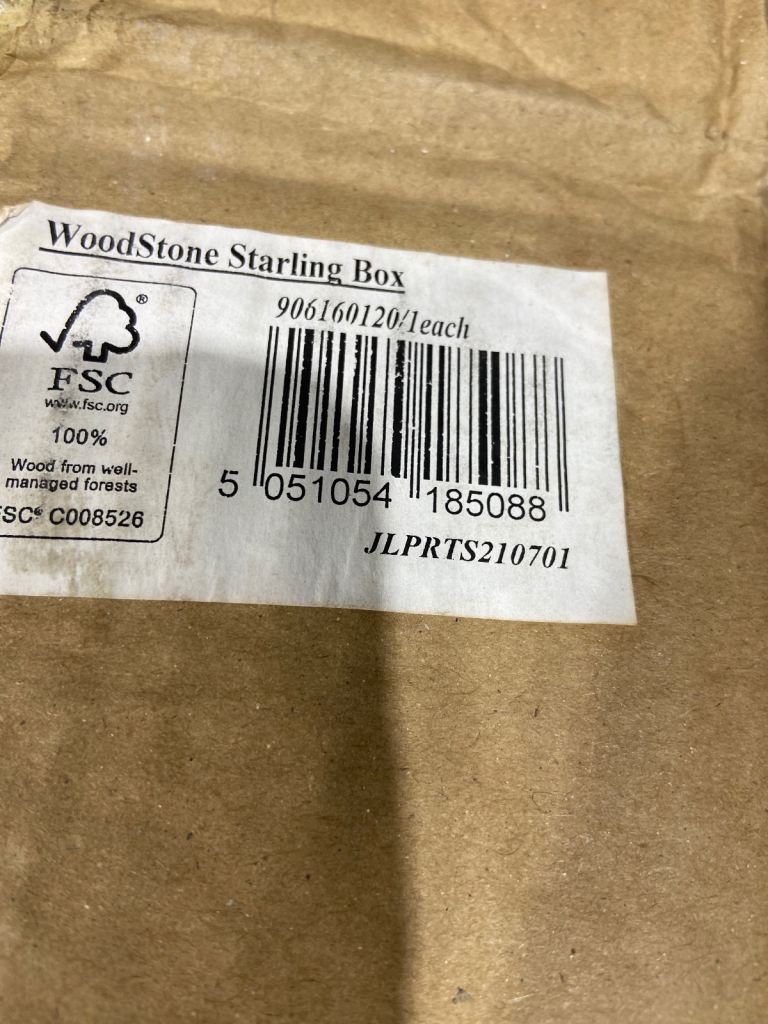 WoodStone Starling Box
906160120/1each
®
FSC
www.fsc.org
100%
Wood from well-
managed forests
FSC® C008526
5 051054 185088
JLPRTS210701